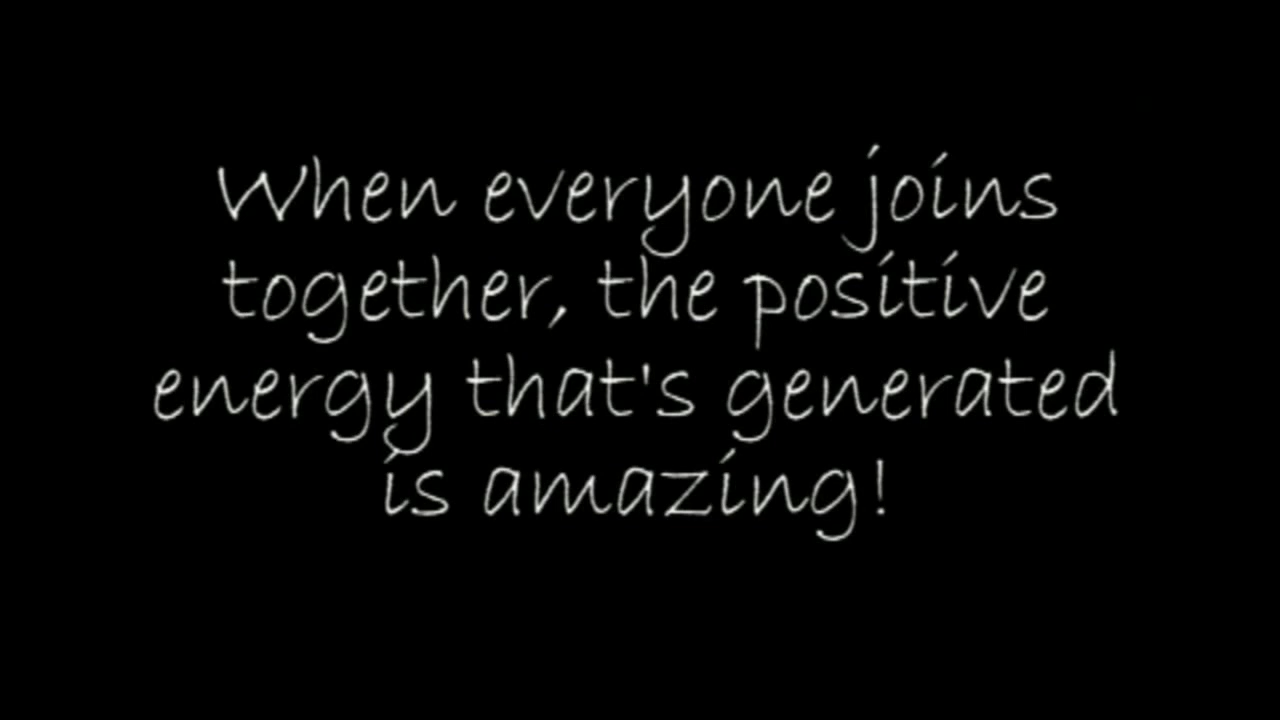 When everyone joins
together, the positive
energy that's generated
is amazing!